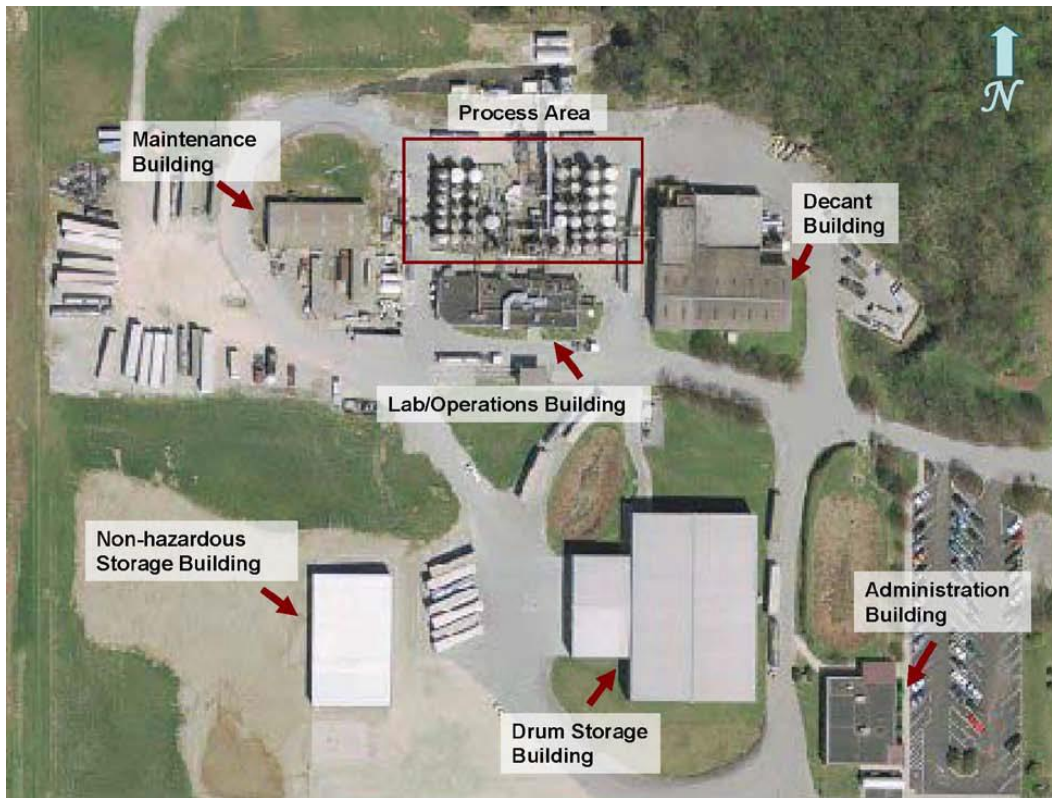 N
Process Area
Maintenance
Building
Decant
Building
Lab/Operations Building
Non-hazardous
Storage Building
Administration
Building
Drum Storage
Building